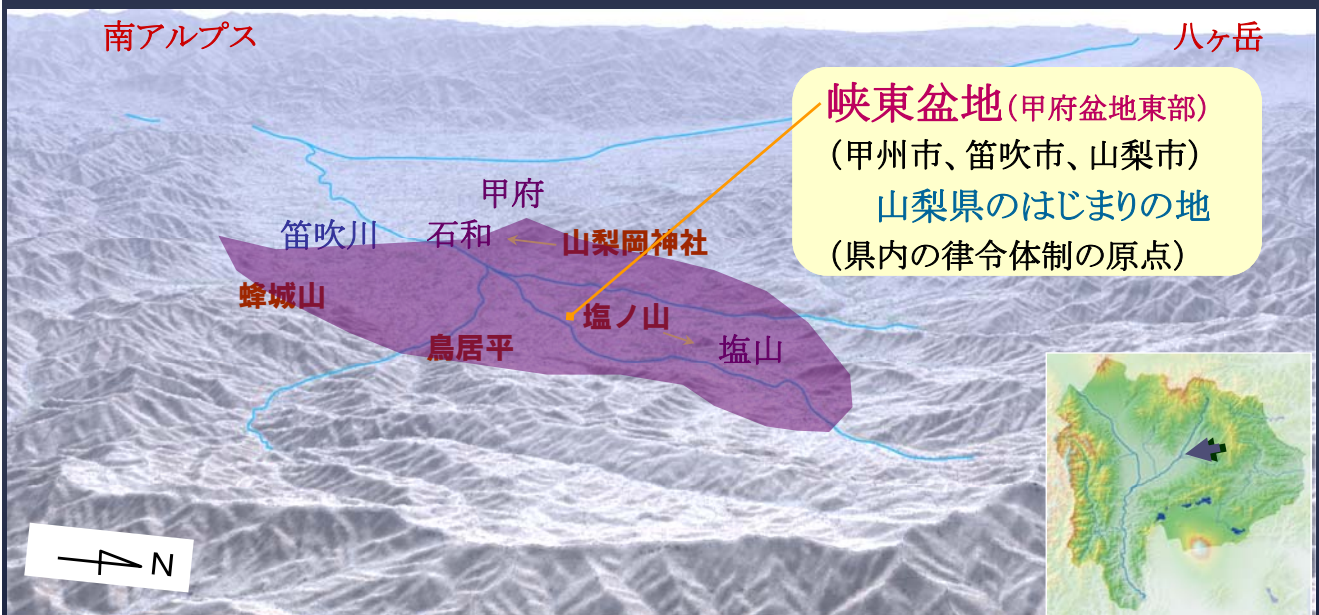 南アルプス
八ヶ岳
峡東盆地(甲府盆地東部)
(甲州市、笛吹市、山梨市)
山梨県のはじまりの地
(県内の律令体制の原点)
甲府
笛吹川
石和
山梨岡神社
蜂城山
塩ノ山
鳥居平
塩山
N